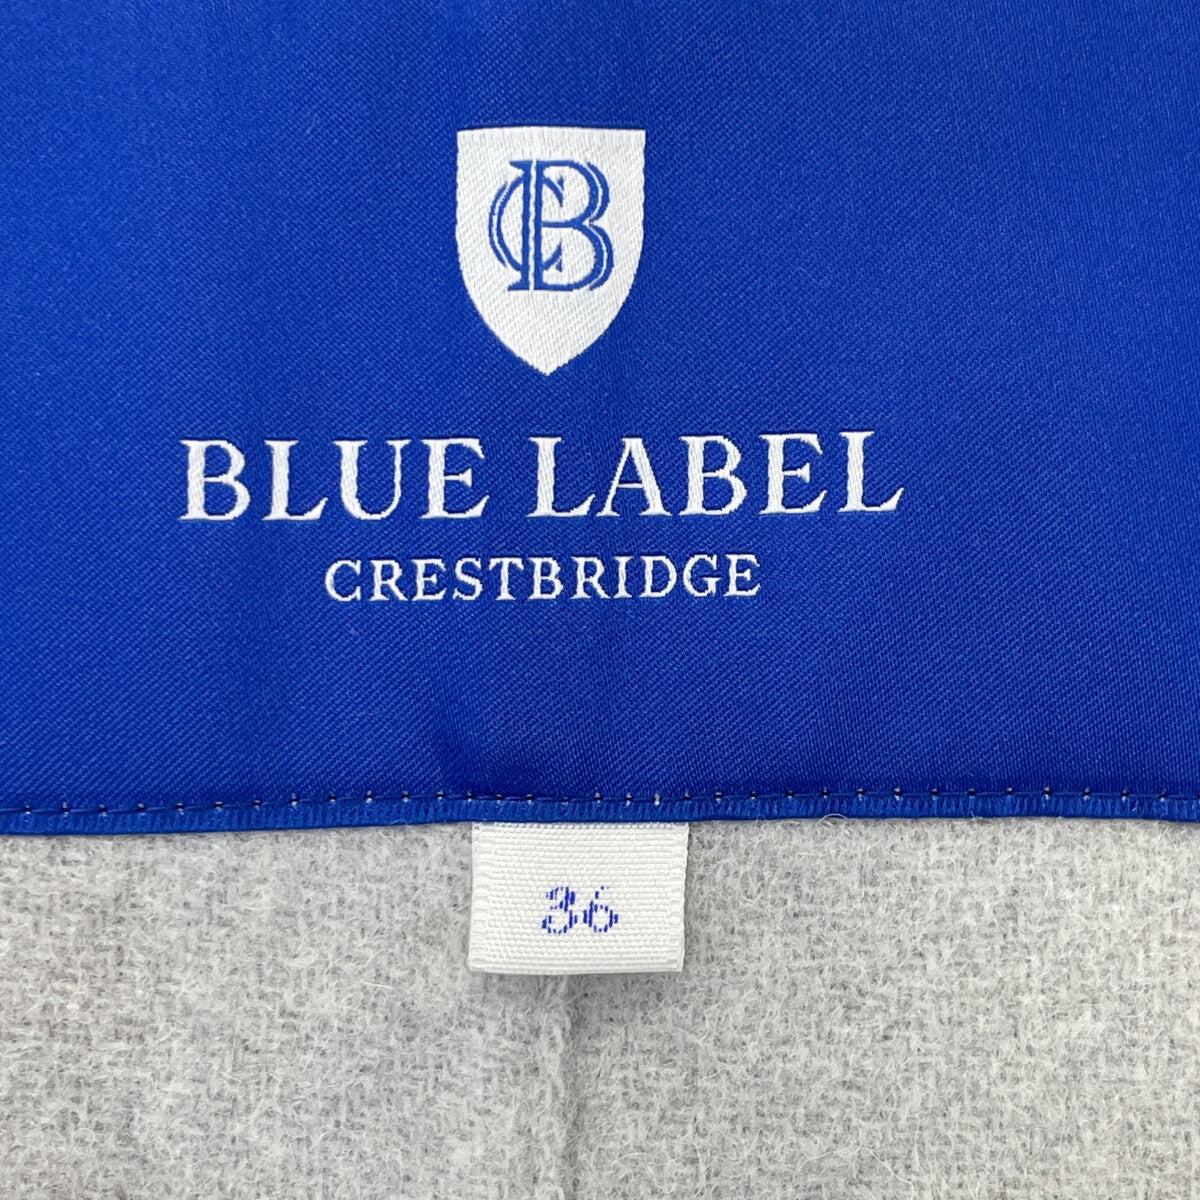 CB
BLUE LABEL
CRESTBRIDGE
36